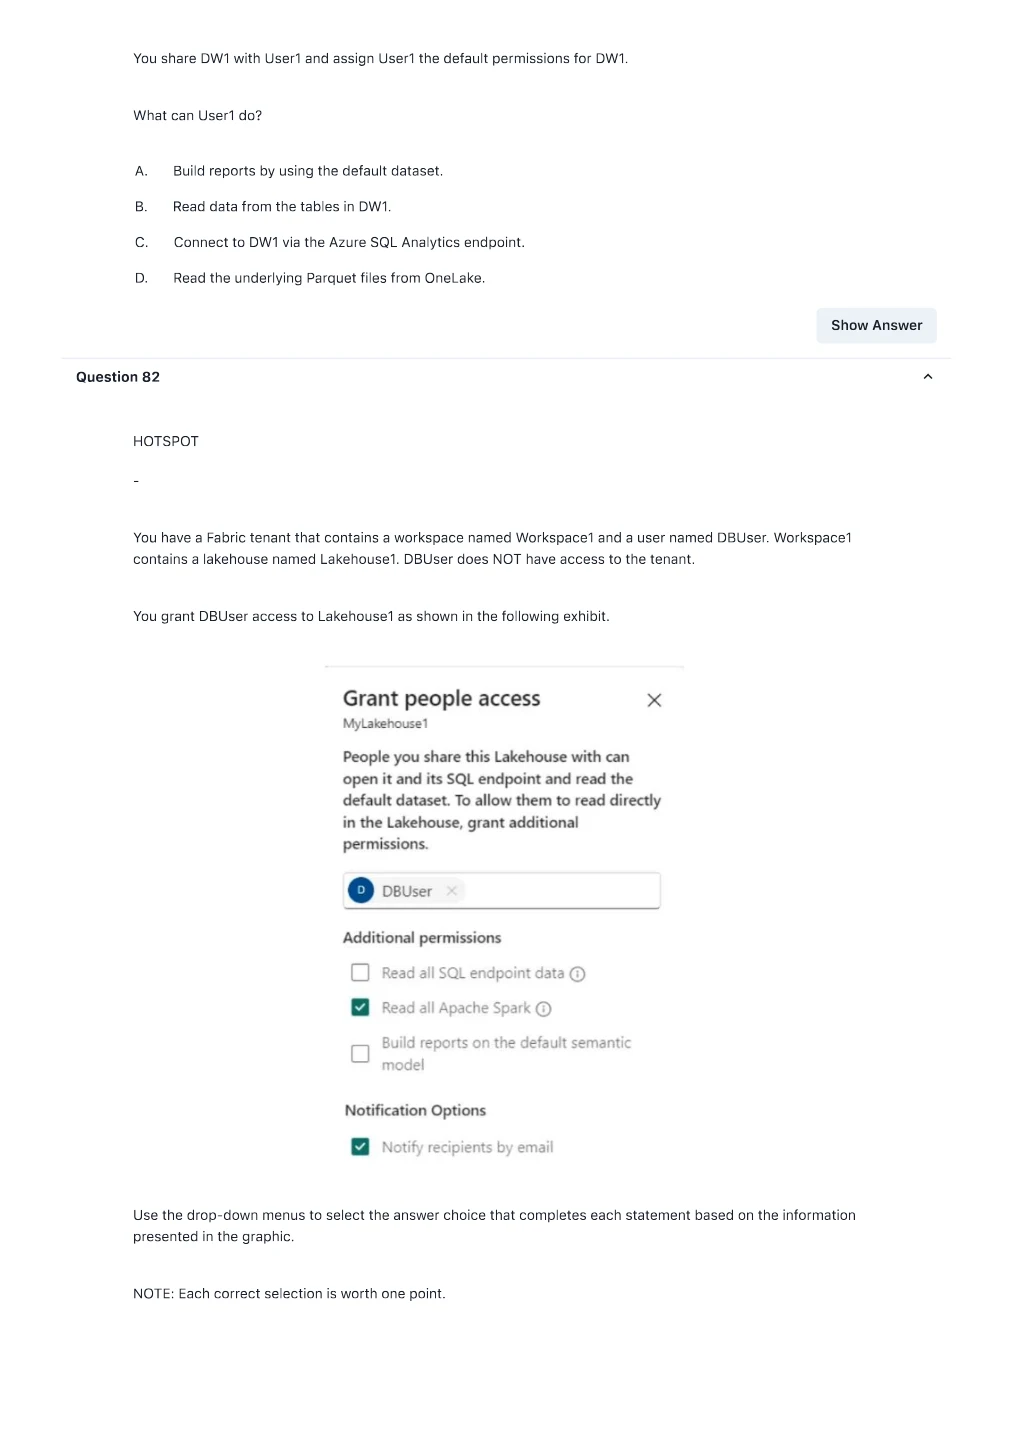 You share DW1 with User1 and assign User1 the default permissions for DW1.
What can User1 do?
A. Build reports by using the default dataset.
B. Read data from the tables in DW1.
C. Connect to DW1 via the Azure SQL Analytics endpoint.
D. Read the underlying Parquet files from OneLake.
Show Answer
Question 82
HOTSPOT
-
You have a Fabric tenant that contains a workspace named Workspace1 and a user named DBUser. Workspace1
contains a lakehouse named Lakehouse1. DBUser does NOT have access to the tenant.
You grant DBUser access to Lakehouse1 as shown in the following exhibit.
Grant people access
MyLakehouse1
People you share this Lakehouse with can
open it and its SQL endpoint and read the
default dataset. To allow them to read directly
in the Lakehouse, grant additional
permissions.
D DBUser
Additional permissions
Read all SQL endpoint data
Read all Apache Spark
Build reports on the default semantic
model
Notification Options
Notify recipients by email
Use the drop-down menus to select the answer choice that completes each statement based on the information
presented in the graphic.
NOTE: Each correct selection is worth one point.